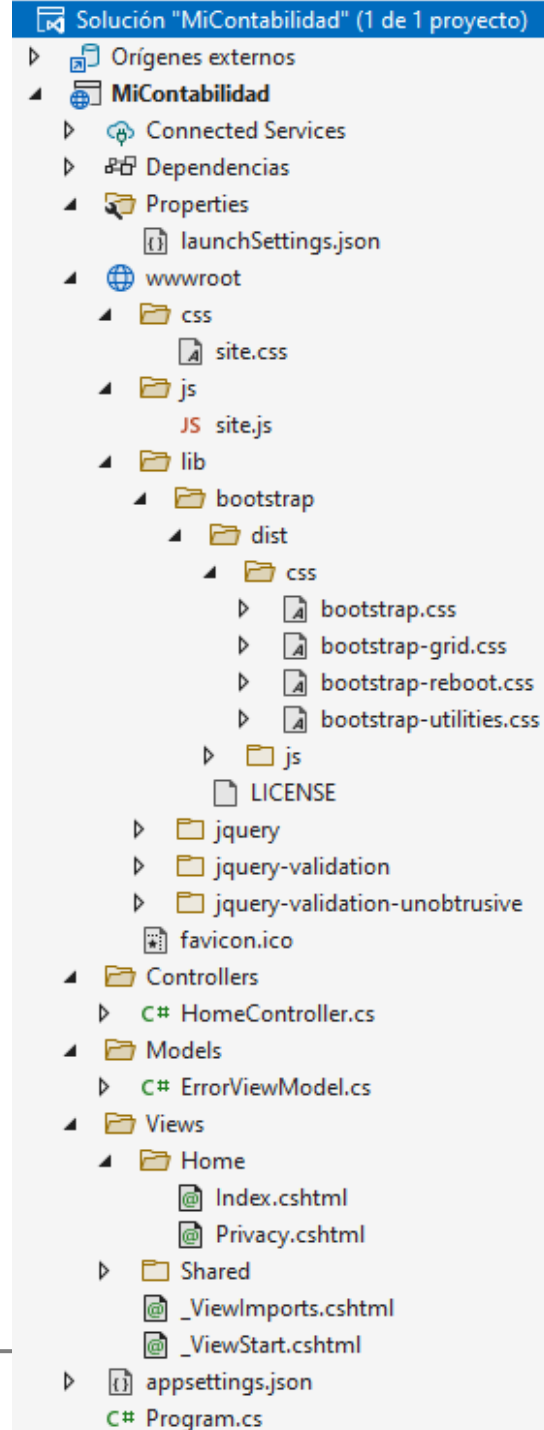 Solución "MiContabilidad" (1 de 1 proyecto)
Orígenes externos
MiContabilidad
Connected Services
Dependencias
Properties
launchSettings.json
wwwroot
css
site.css
js
JS site.js
lib
bootstrap
dist
css
bootstrap.css
bootstrap-grid.css
bootstrap-reboot.css
bootstrap-utilities.css
js
LICENSE
jquery
jquery-validation
jquery-validation-unobtrusive
favicon.ico
Controllers
C# HomeController.cs
Models
C# ErrorViewModel.cs
Views
Home
Index.cshtml
Privacy.cshtml
Shared
_ViewImports.cshtml
_ViewStart.cshtml
appsettings.json
C# Program.cs